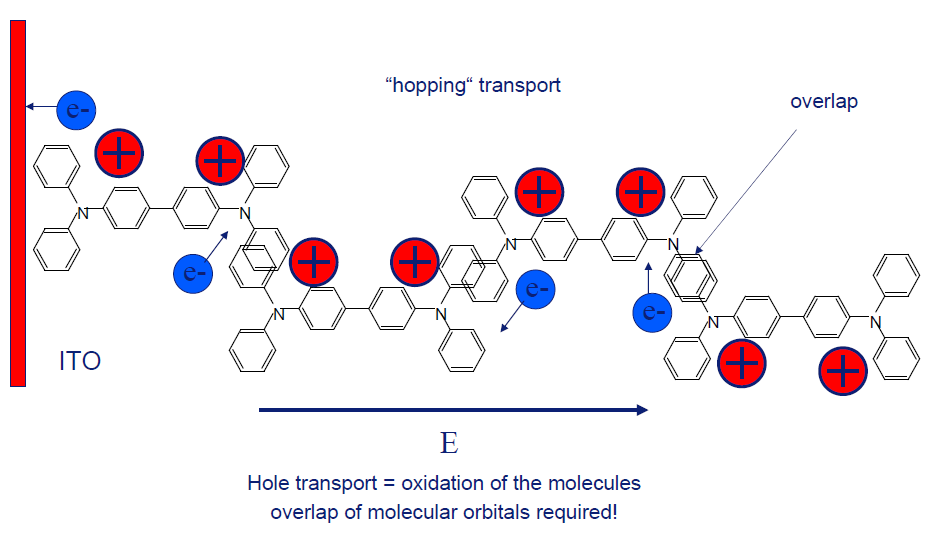 “hopping“ transport
overlap
e-
+ +
N N
e-
+ +
N N
+ +
N N
e-
e-
N N
+ +
ITO
E
Hole transport = oxidation of the molecules
overlap of molecular orbitals required!